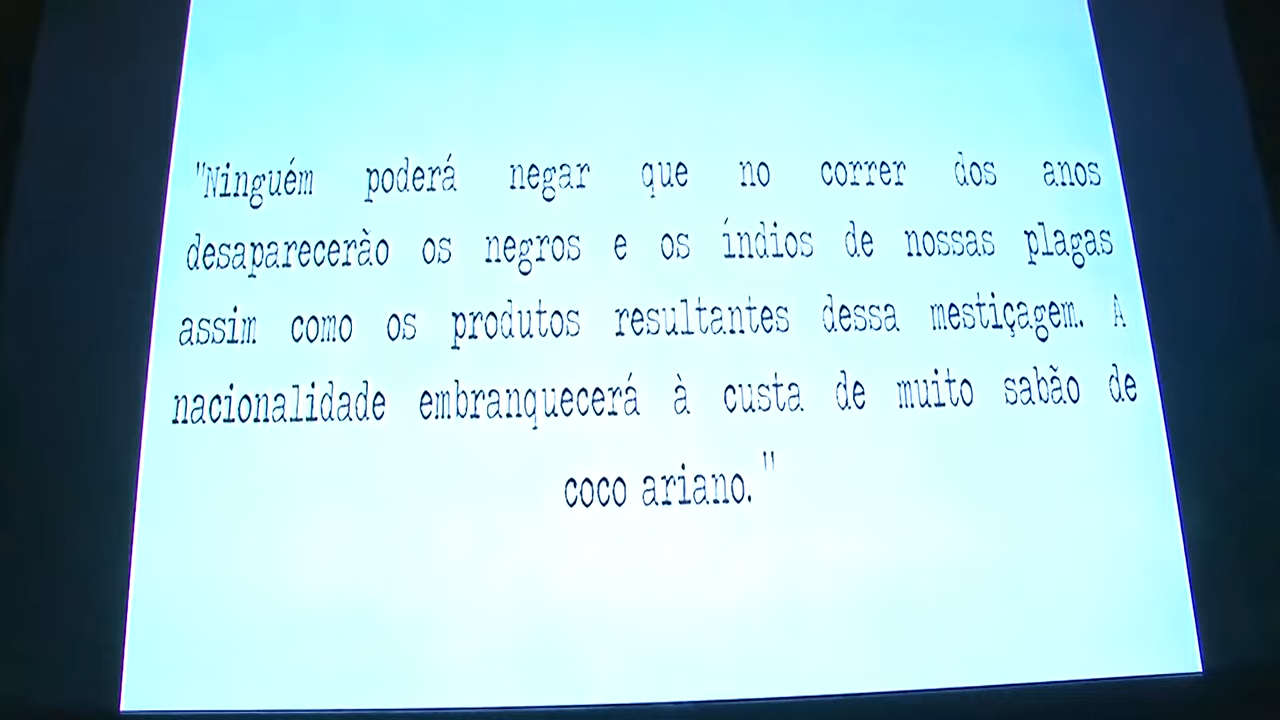 "Ninguém poderá negar que no correr dos anos
desaparecerão os negros e os índios de nossas plagas
assim como os produtos resultantes dessa mestiçagem. A
nacionalidade embranquecerá à custa de muito sabão de
coco ariano."